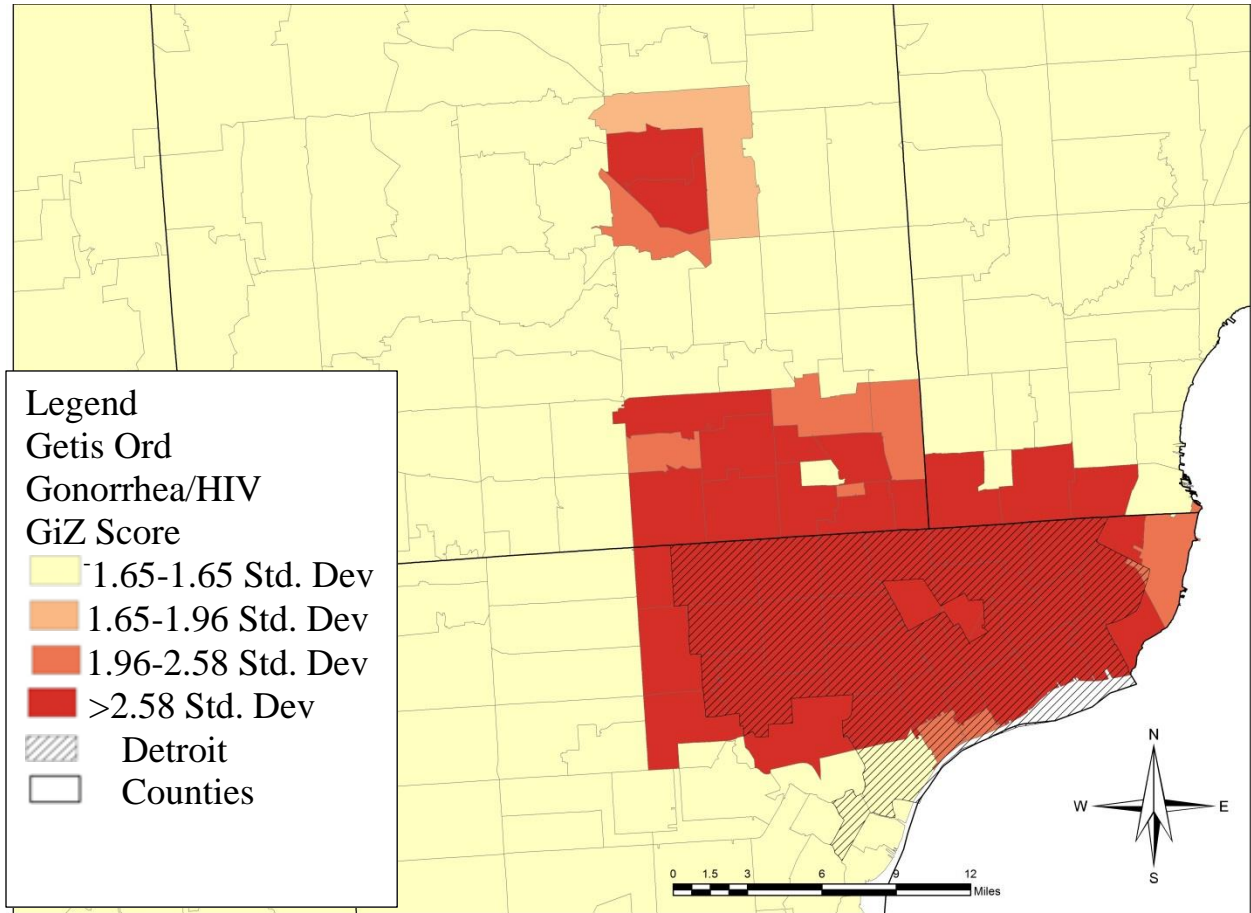 Legend
Getis Ord
Gonorrhea/HIV
GiZ Score
-1.65-1.65 Std. Dev
1.65-1.96 Std. Dev
1.96-2.58 Std. Dev
>2.58 Std. Dev
Detroit
Counties
N
W E
S
0 1.5 3 6 9 12
Miles